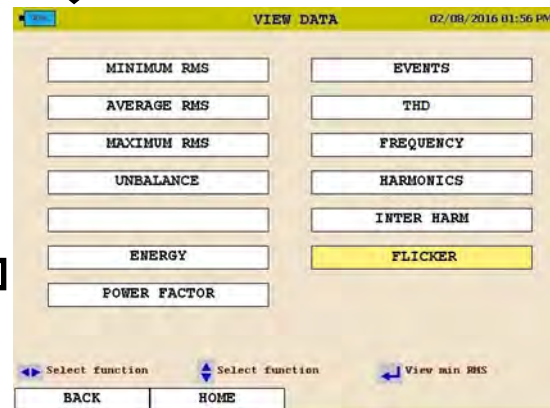 VIEW DATA 02/08/2016 01:56 PM
MINIMUM RMS
AVERAGE RMS
MAXIMUM RMS
UNBALANCE
ENERGY
POWER FACTOR
EVENTS
THD
FREQUENCY
HARMONICS
INTER HARM
FLICKER
Select function Select function View min RMS
BACK HOME